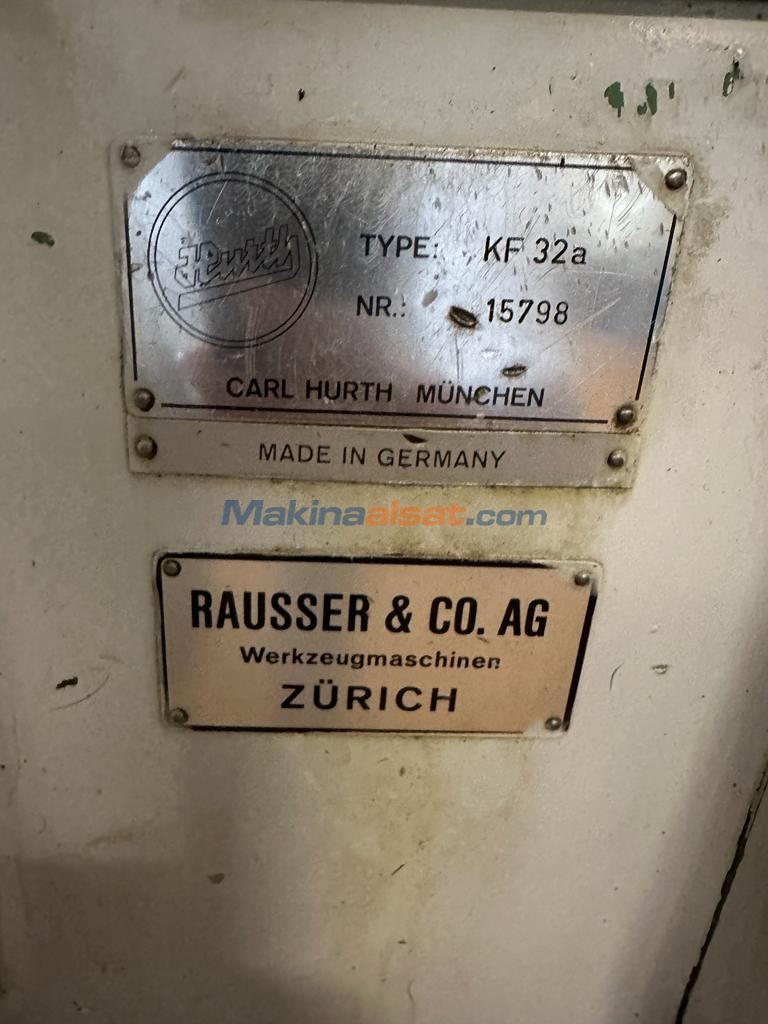 Hurth
TYPE: KF 32a
NR.: 15798
CARL HURTH MÜNCHEN
MADE IN GERMANY
Makinaalsat.com
RAUSSER & CO. AG
Werkzeugmaschinen
ZÜRICH